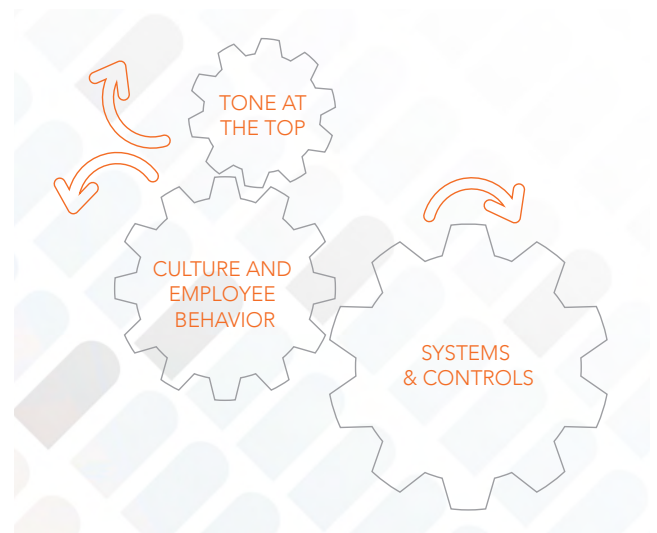 TONE AT
THE TOP
CULTURE AND
EMPLOYEE
BEHAVIOR
SYSTEMS
& CONTROLS